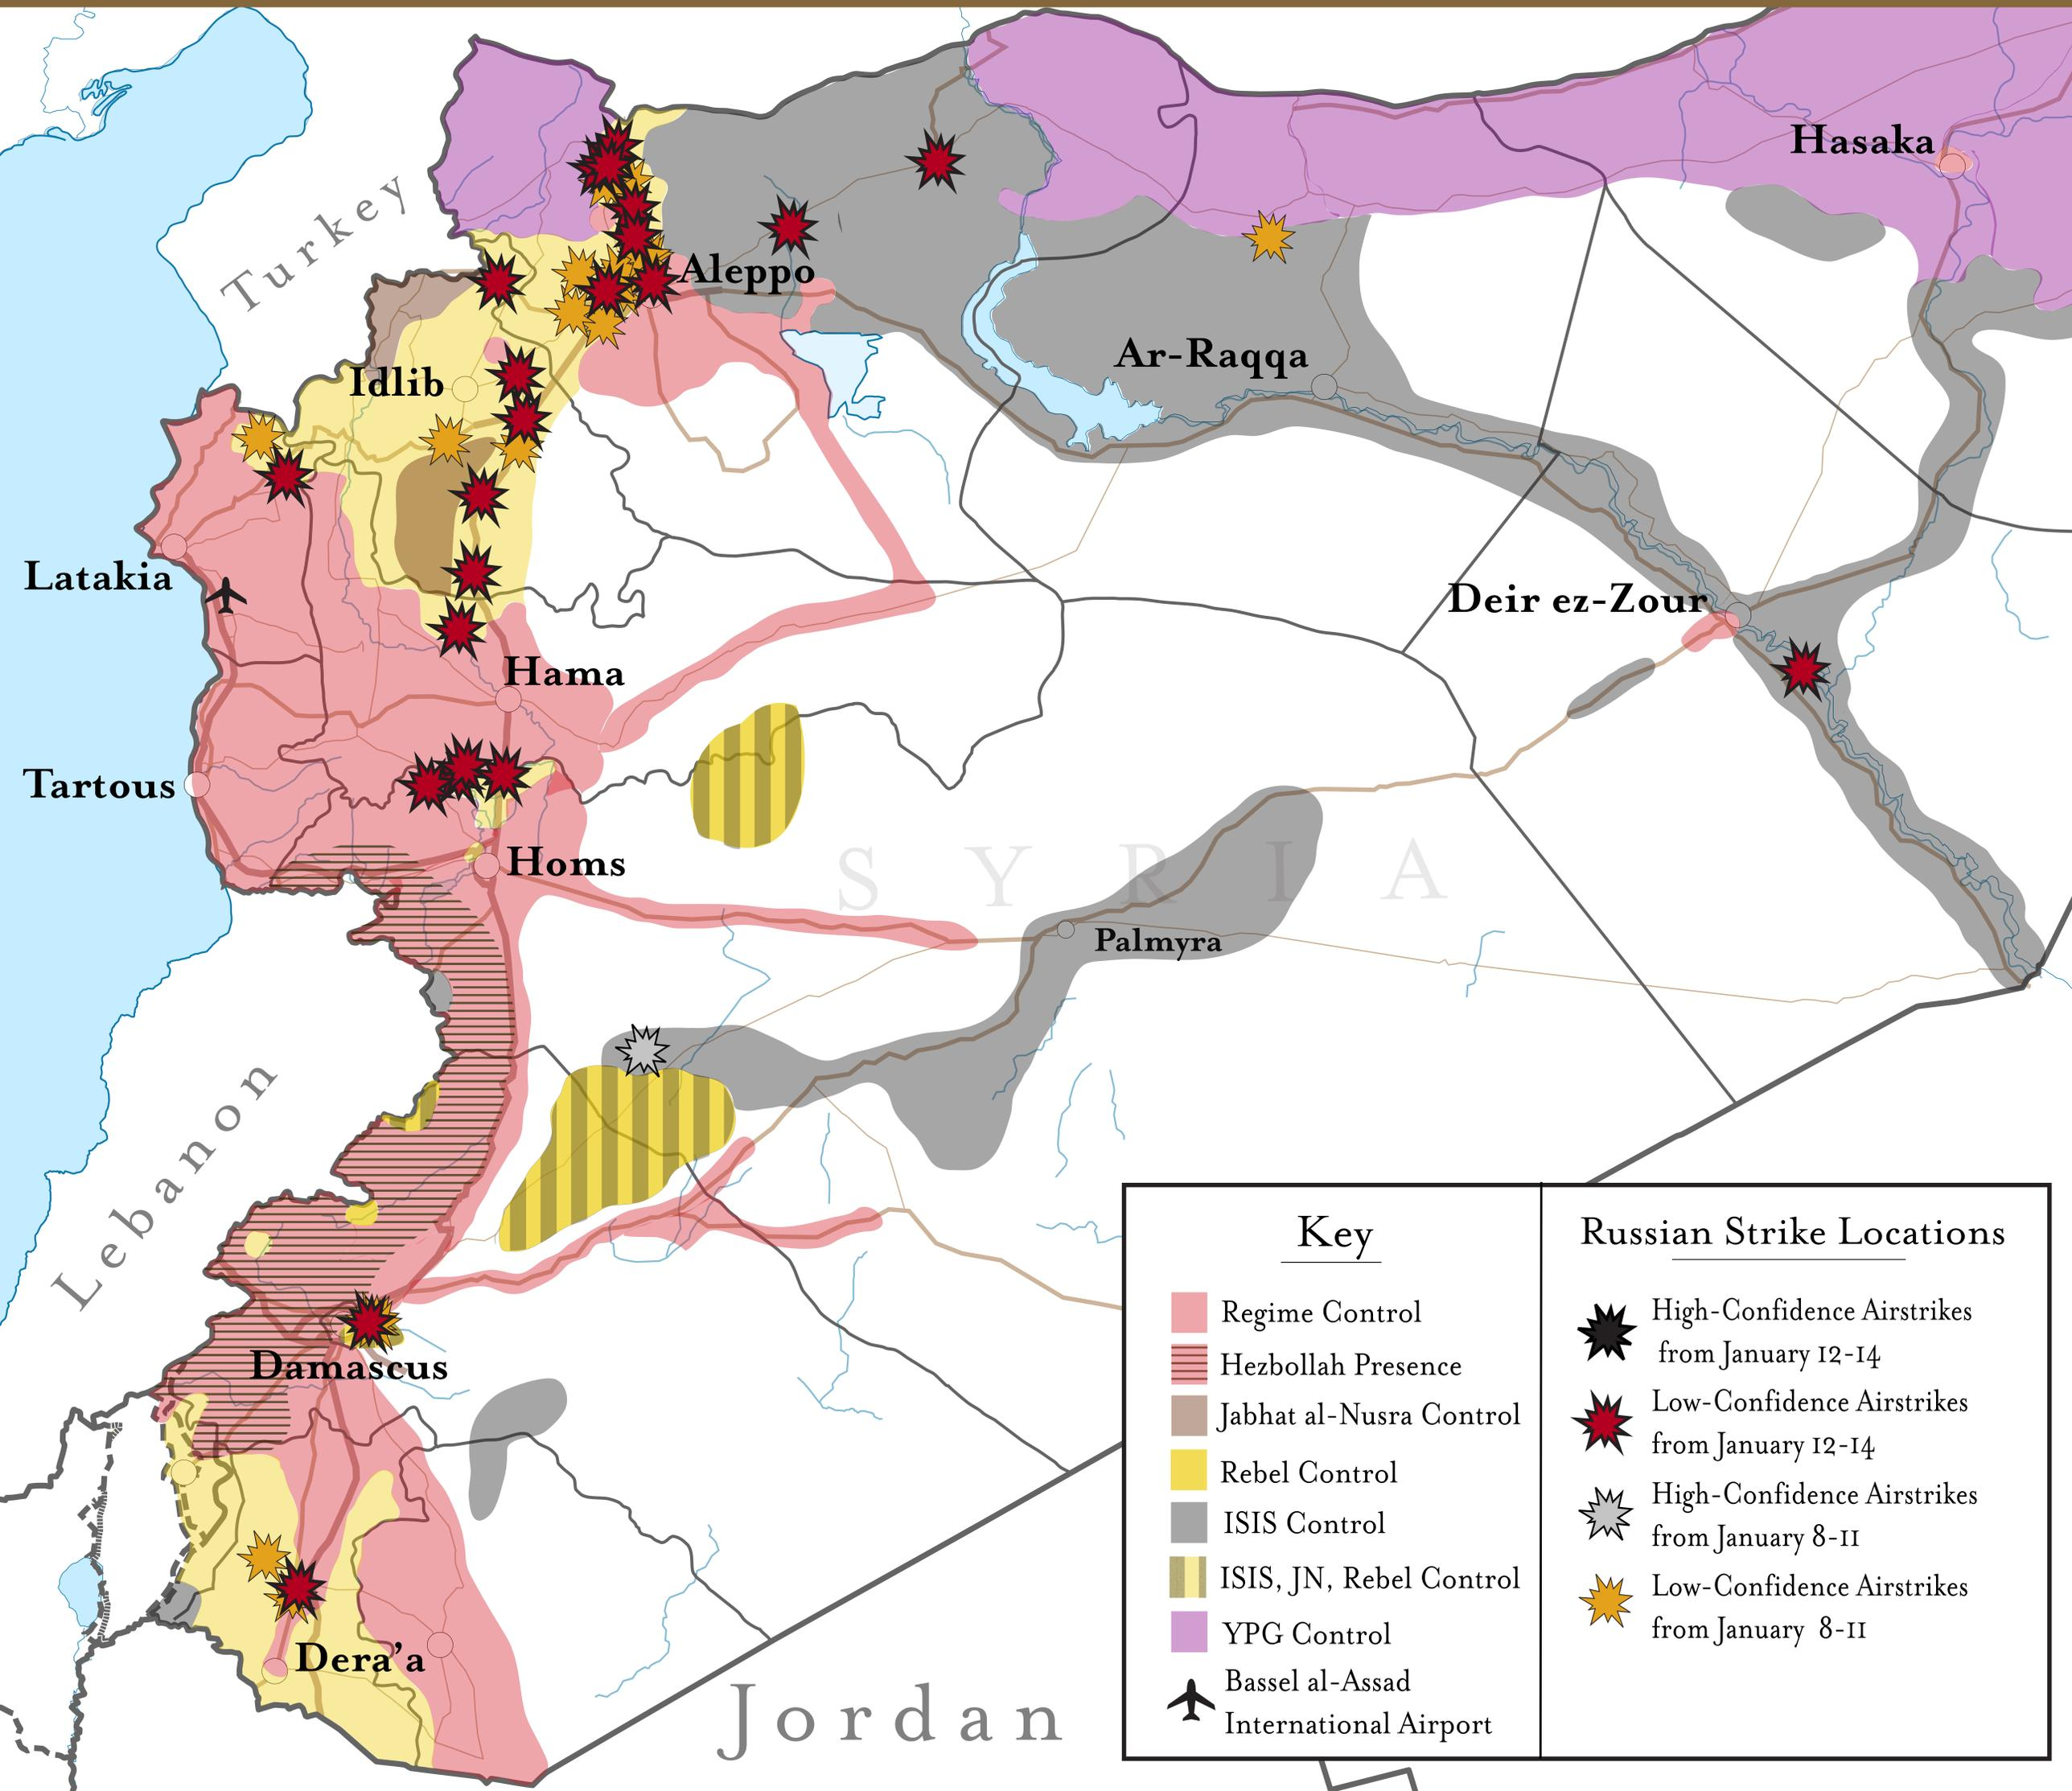 Turkey
Hasaka
Aleppo
Ar-Raqqa
Idlib
Latakia
Deir ez-Zour
Hama
Tartous
Homs
SYRIA
Palmyra
Lebanon
Damascus
Dera’a
Jordan
Key
Regime Control
Hezbollah Presence
Jabhat al-Nusra Control
Rebel Control
ISIS Control
ISIS, JN, Rebel Control
YPG Control
Bassel al-Assad
International Airport
Russian Strike Locations
High-Confidence Airstrikes
from January 12-14
Low-Confidence Airstrikes
from January 12-14
High-Confidence Airstrikes
from January 8-11
Low-Confidence Airstrikes
from January 8-11